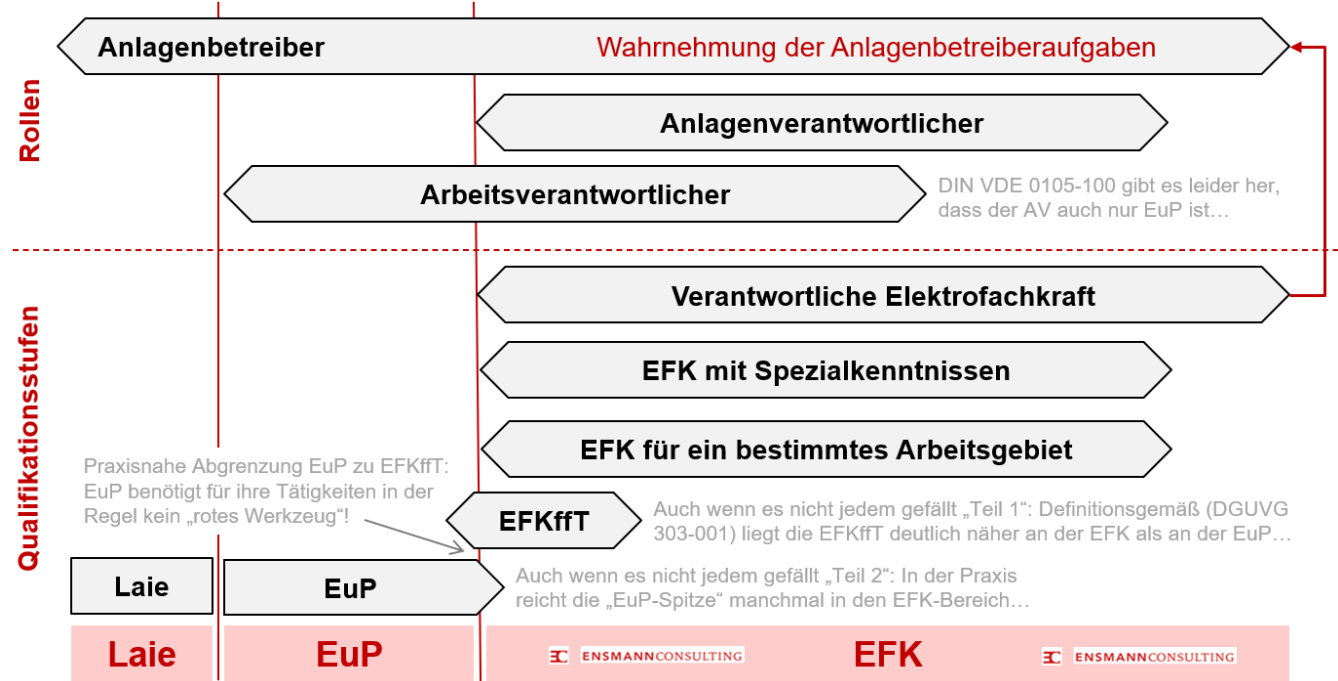 Rollen
Anlagenbetreiber
Wahrnehmung der Anlagenbetreiberaufgaben
Anlagenverantwortlicher
Arbeitsverantwortlicher
DIN VDE 0105-100 gibt es leider her,
dass der AV auch nur EuP ist…
Qualifikationsstufen
Verantwortliche Elektrofachkraft
EFK mit Spezialkenntnissen
EFK für ein bestimmtes Arbeitsgebiet
Praxisnahe Abgrenzung EuP zu EFKffT:
EuP benötigt für ihre Tätigkeiten in der
Regel kein „rotes Werkzeug“!
EFKffT
Auch wenn es nicht jedem gefällt „Teil 1“: Definitionsgemäß (DGUVG
303-001) liegt die EFKffT deutlich näher an der EFK als an der EuP…
Laie
EuP
Auch wenn es nicht jedem gefällt „Teil 2“: In der Praxis
reicht die „EuP-Spitze“ manchmal in den EFK-Bereich…
Laie
EuP
ENSMANNCONSULTING
EFK
ENSMANNCONSULTING